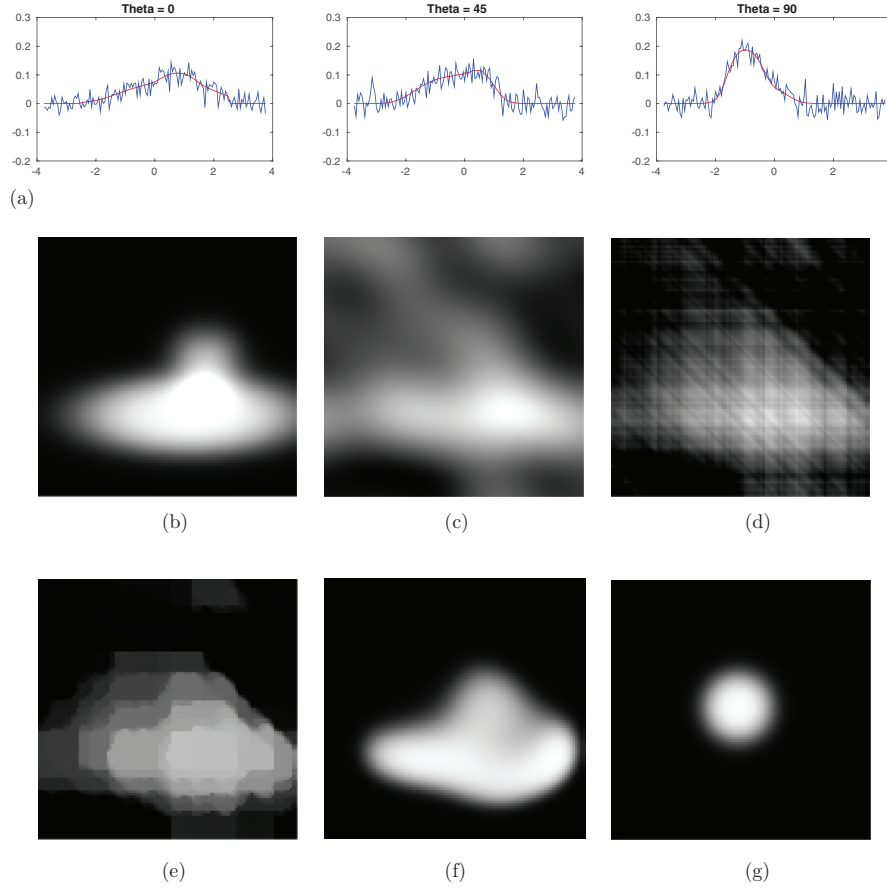 Theta = 0 Theta = 45 Theta = 90
0.3 0.3 0.3
0.2 0.2 0.2
0.1 0.1 0.1
0 0 0
-0.1 -0.1 -0.1
-0.2 -0.2 -0.2
-4 -2 0 2 4 -4 -2 0 2 4 -4 -2 0 2
(a)
(b) (c) (d)
(e) (f) (g)